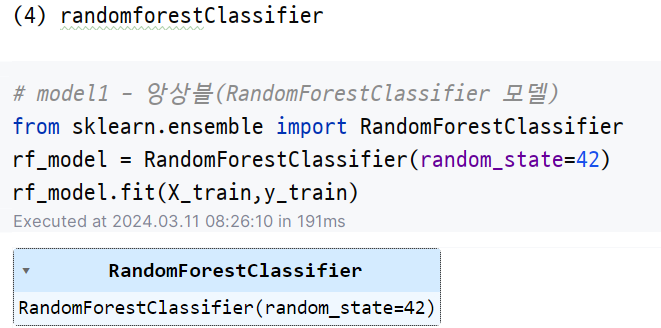 (4) randomforestClassifier
# model1 – 앙상블(RandomForestClassifier 모델)
from sklearn.ensemble import RandomForestClassifier
rf_model = RandomForestClassifier(random_state=42)
rf_model.fit(X_train,y_train)
Executed at 2024.03.11 08:26:10 in 191ms
▾ RandomForestClassifier
RandomForestClassifier(random_state=42)